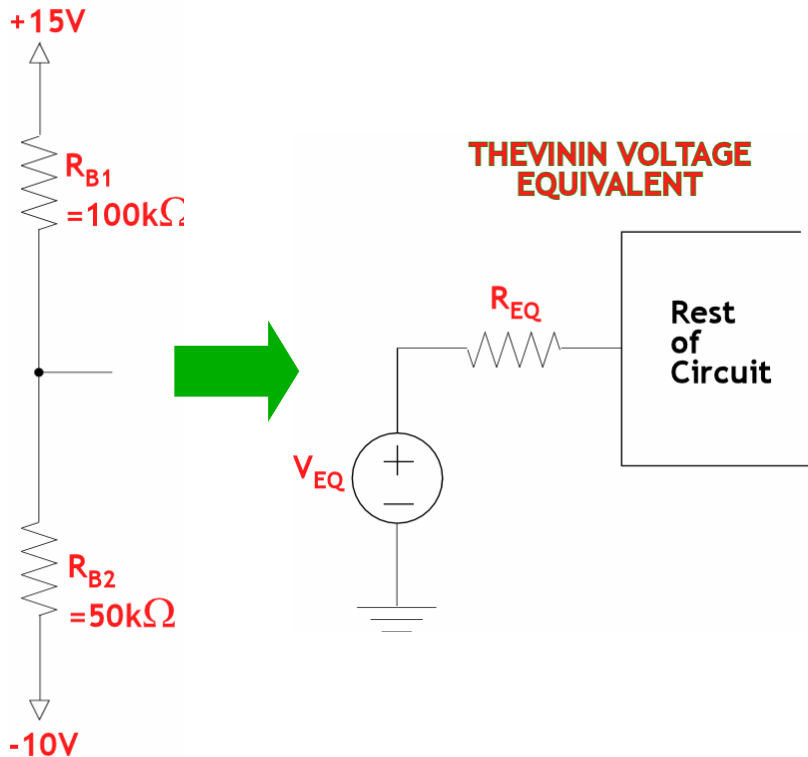 +15V
RB1
=100kΩ
THEVININ VOLTAGE
EQUIVALENT
REQ
Rest
of
Circuit
VEQ
+
−
RB2
=50kΩ
-10V